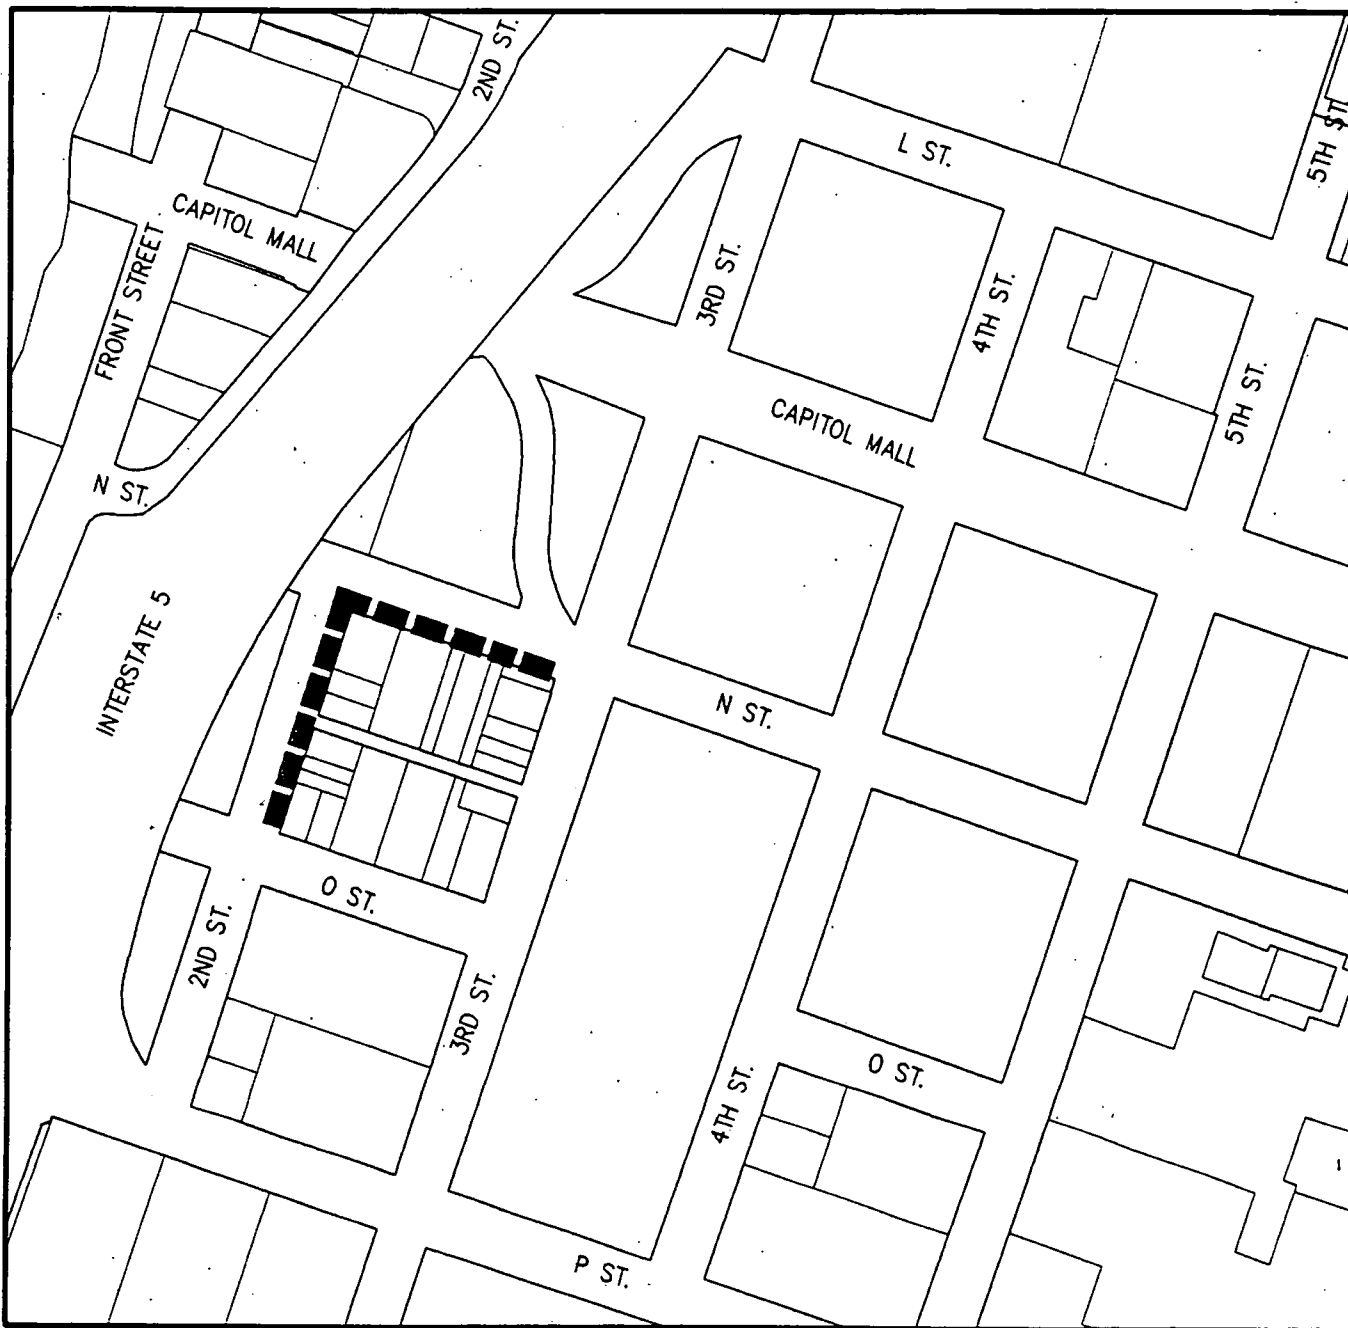 2ND ST.
L ST.
5TH ST.
CAPITOL MALL
FRONT STREET
3RD ST.
4TH ST.
5TH ST.
CAPITOL MALL
N ST.
INTERSTATE 5
N ST.
O ST.
2ND ST.
3RD ST.
O ST.
4TH ST.
P ST.